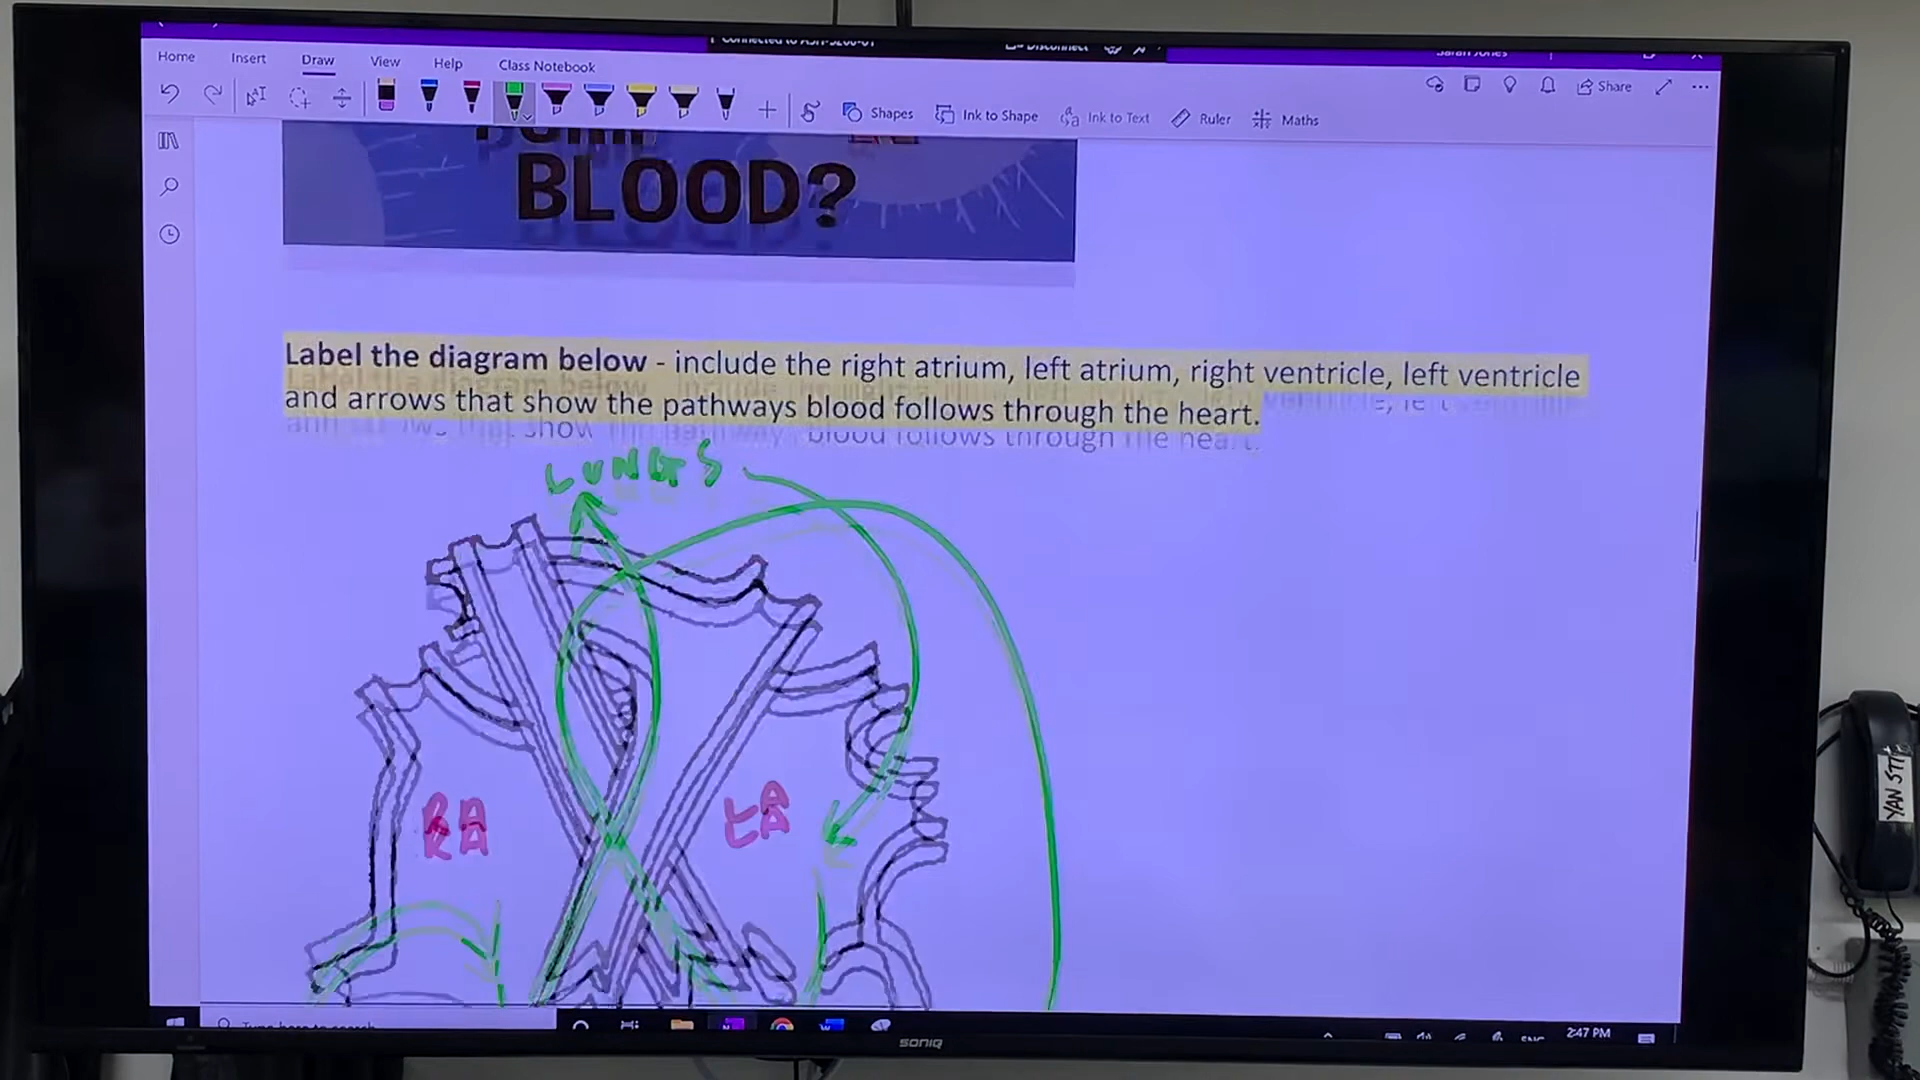 Home Insert Draw View Help Class Notebook
Share
Shapes Ink to Shape Ink to Text Ruler Maths
BLOOD?
Label the diagram below - include the right atrium, left atrium, right ventricle, left ventricle
and arrows that show the pathways blood follows through the heart.
LUNGS
RA LA
2:47 PM
SONIQ
YAN STT